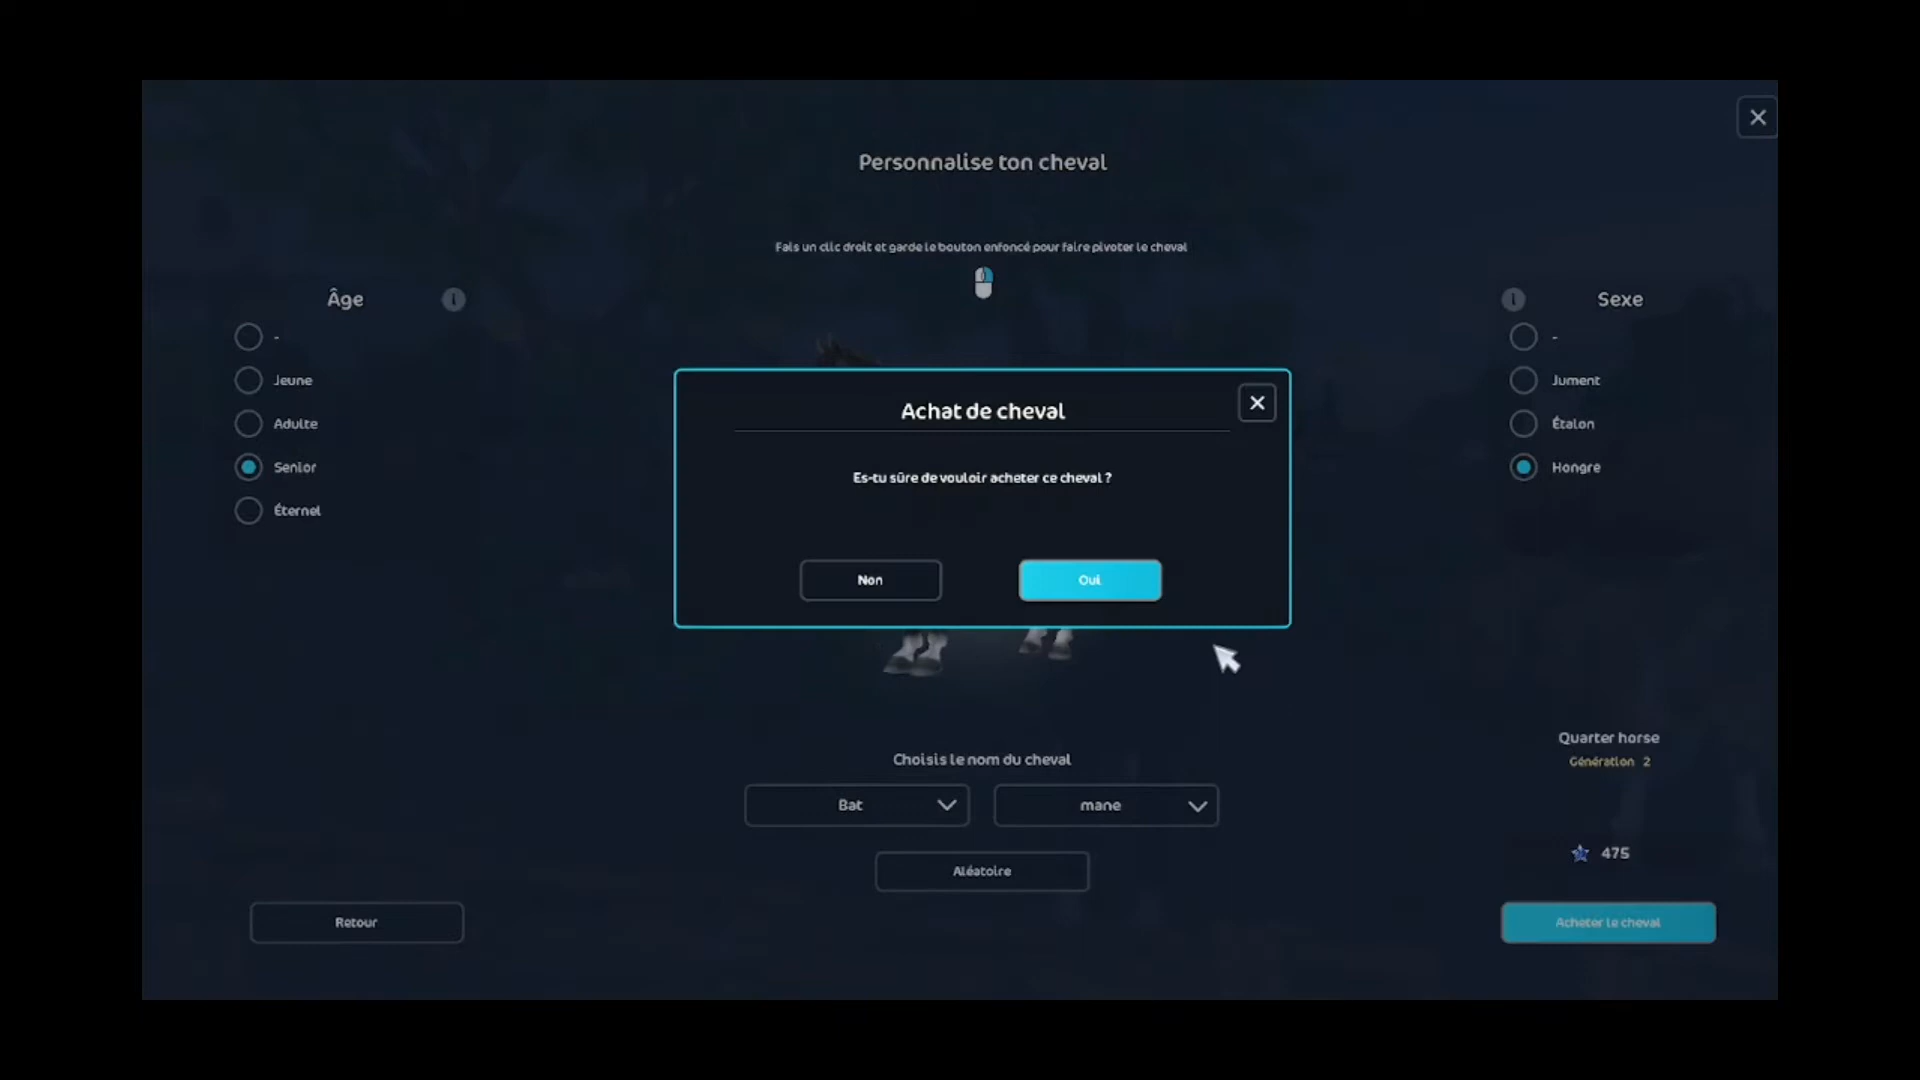 Personnalise ton cheval
Fais un clic droit et garde le bouton enfoncé pour faire pivoter le cheval
Âge
-
Jeune
Adulte
Senior
Éternel
Sexe
-
Jument
Étalon
Hongre
Achat de cheval
Es-tu sûre de vouloir acheter ce cheval ?
Non
Oui
Choisis le nom du cheval
Bat
mane
Aléatoire
Quarter horse
Génération 2
475
Retour
Acheter le cheval